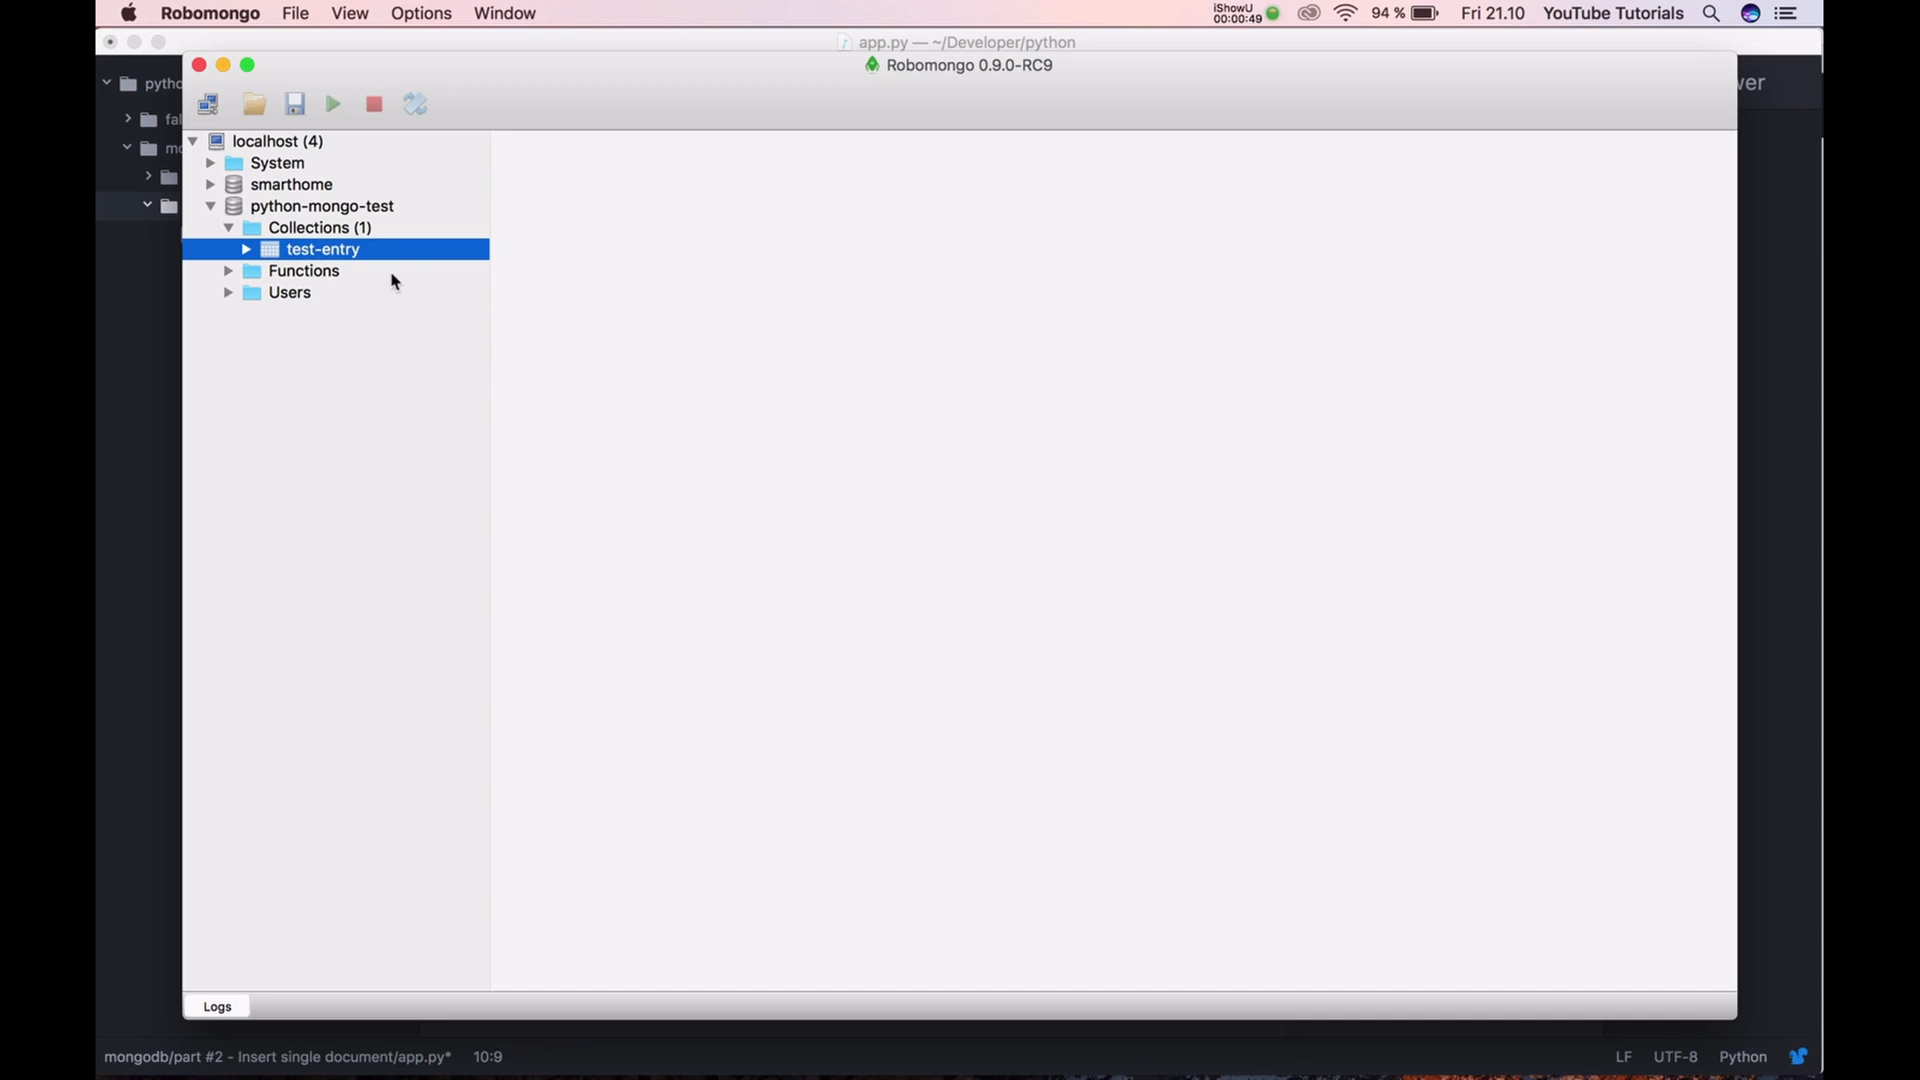 Robomongo File View Options Window iShowU 00:00:49 94 % Fri 21.10 YouTube Tutorials
app.py — ~/Developer/python
Robomongo 0.9.0-RC9
localhost (4)
System
smarthome
python-mongo-test
Collections (1)
test-entry
Functions
Users
Logs
mongodb/part #2 - Insert single document/app.py* 10:9 LF UTF-8 Python